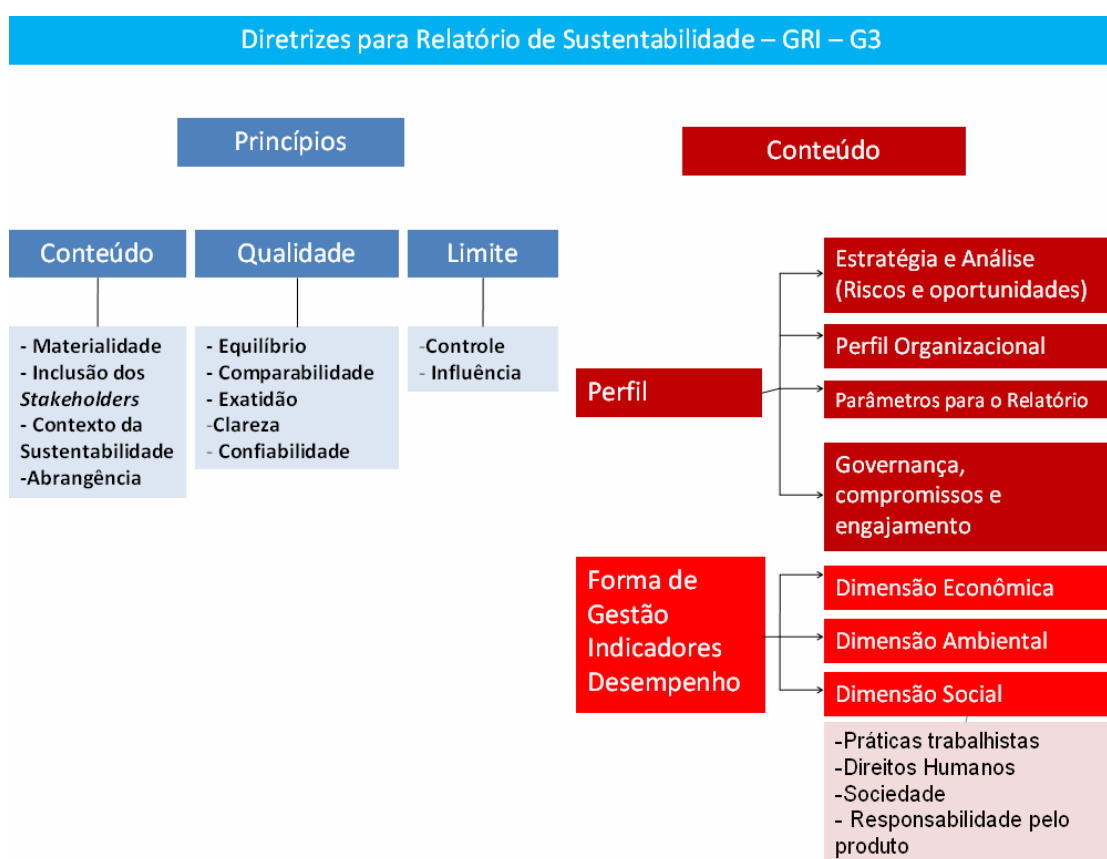 Diretrizes para Relatório de Sustentabilidade – GRI – G3
Princípios
Conteúdo
Qualidade
Limite
- Materialidade
- Inclusão dos
Stakeholders
- Contexto da
Sustentabilidade
-Abrangência
- Equilíbrio
- Comparabilidade
- Exatidão
-Clareza
- Confiabilidade
-Controle
- Influência
Conteúdo
Perfil
Estratégia e Análise
(Riscos e oportunidades)
Perfil Organizacional
Parâmetros para o Relatório
Governança,
compromissos e
engajamento
Forma de
Gestão
Indicadores
Desempenho
Dimensão Econômica
Dimensão Ambiental
Dimensão Social
-Práticas trabalhistas
-Direitos Humanos
-Sociedade
- Responsabilidade pelo
produto